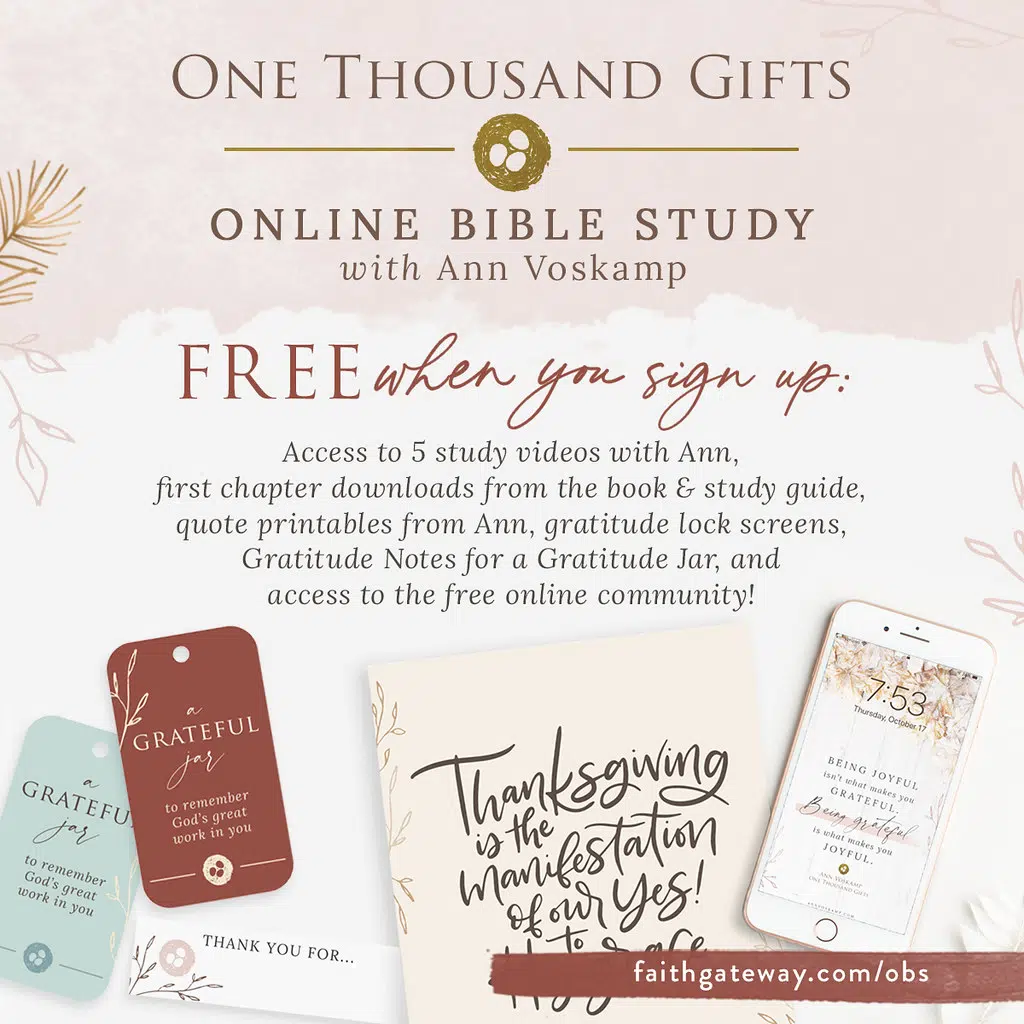 ONE THOUSAND GIFTS
ONLINE BIBLE STUDY
with Ann Voskamp
FREE when you sign up:
Access to 5 study videos with Ann,
first chapter downloads from the book & study guide,
quote printables from Ann, gratitude lock screens,
Gratitude Notes for a Gratitude Jar, and
access to the free online community!
a
GRATEFU
jar
to remember
God's great
work in you
a
GRATEFUL
jar
to remember
God's great
work in you
THANK YOU FOR...
Thanksgiving
is the
manifestation
of our Yes!
to grace
7:53
Thursday, October 17
BEING JOYFUL
isn't what makes you
GRATEFUL.
Being grateful
is what makes you
JOYFUL.
ANN VOSKAMP
ONE THOUSAND GIFTS
faithgateway.com/obs